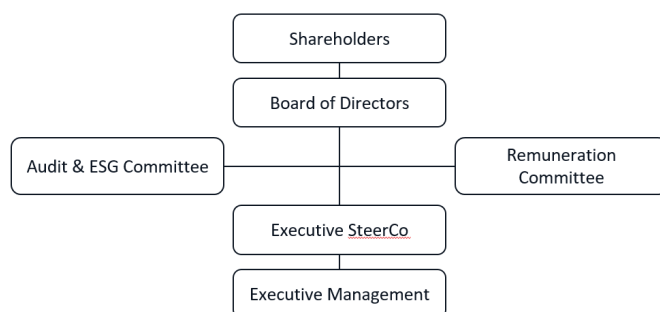 Shareholders
Board of Directors
Audit & ESG Committee
Remuneration
Committee
Executive SteerCo
Executive Management